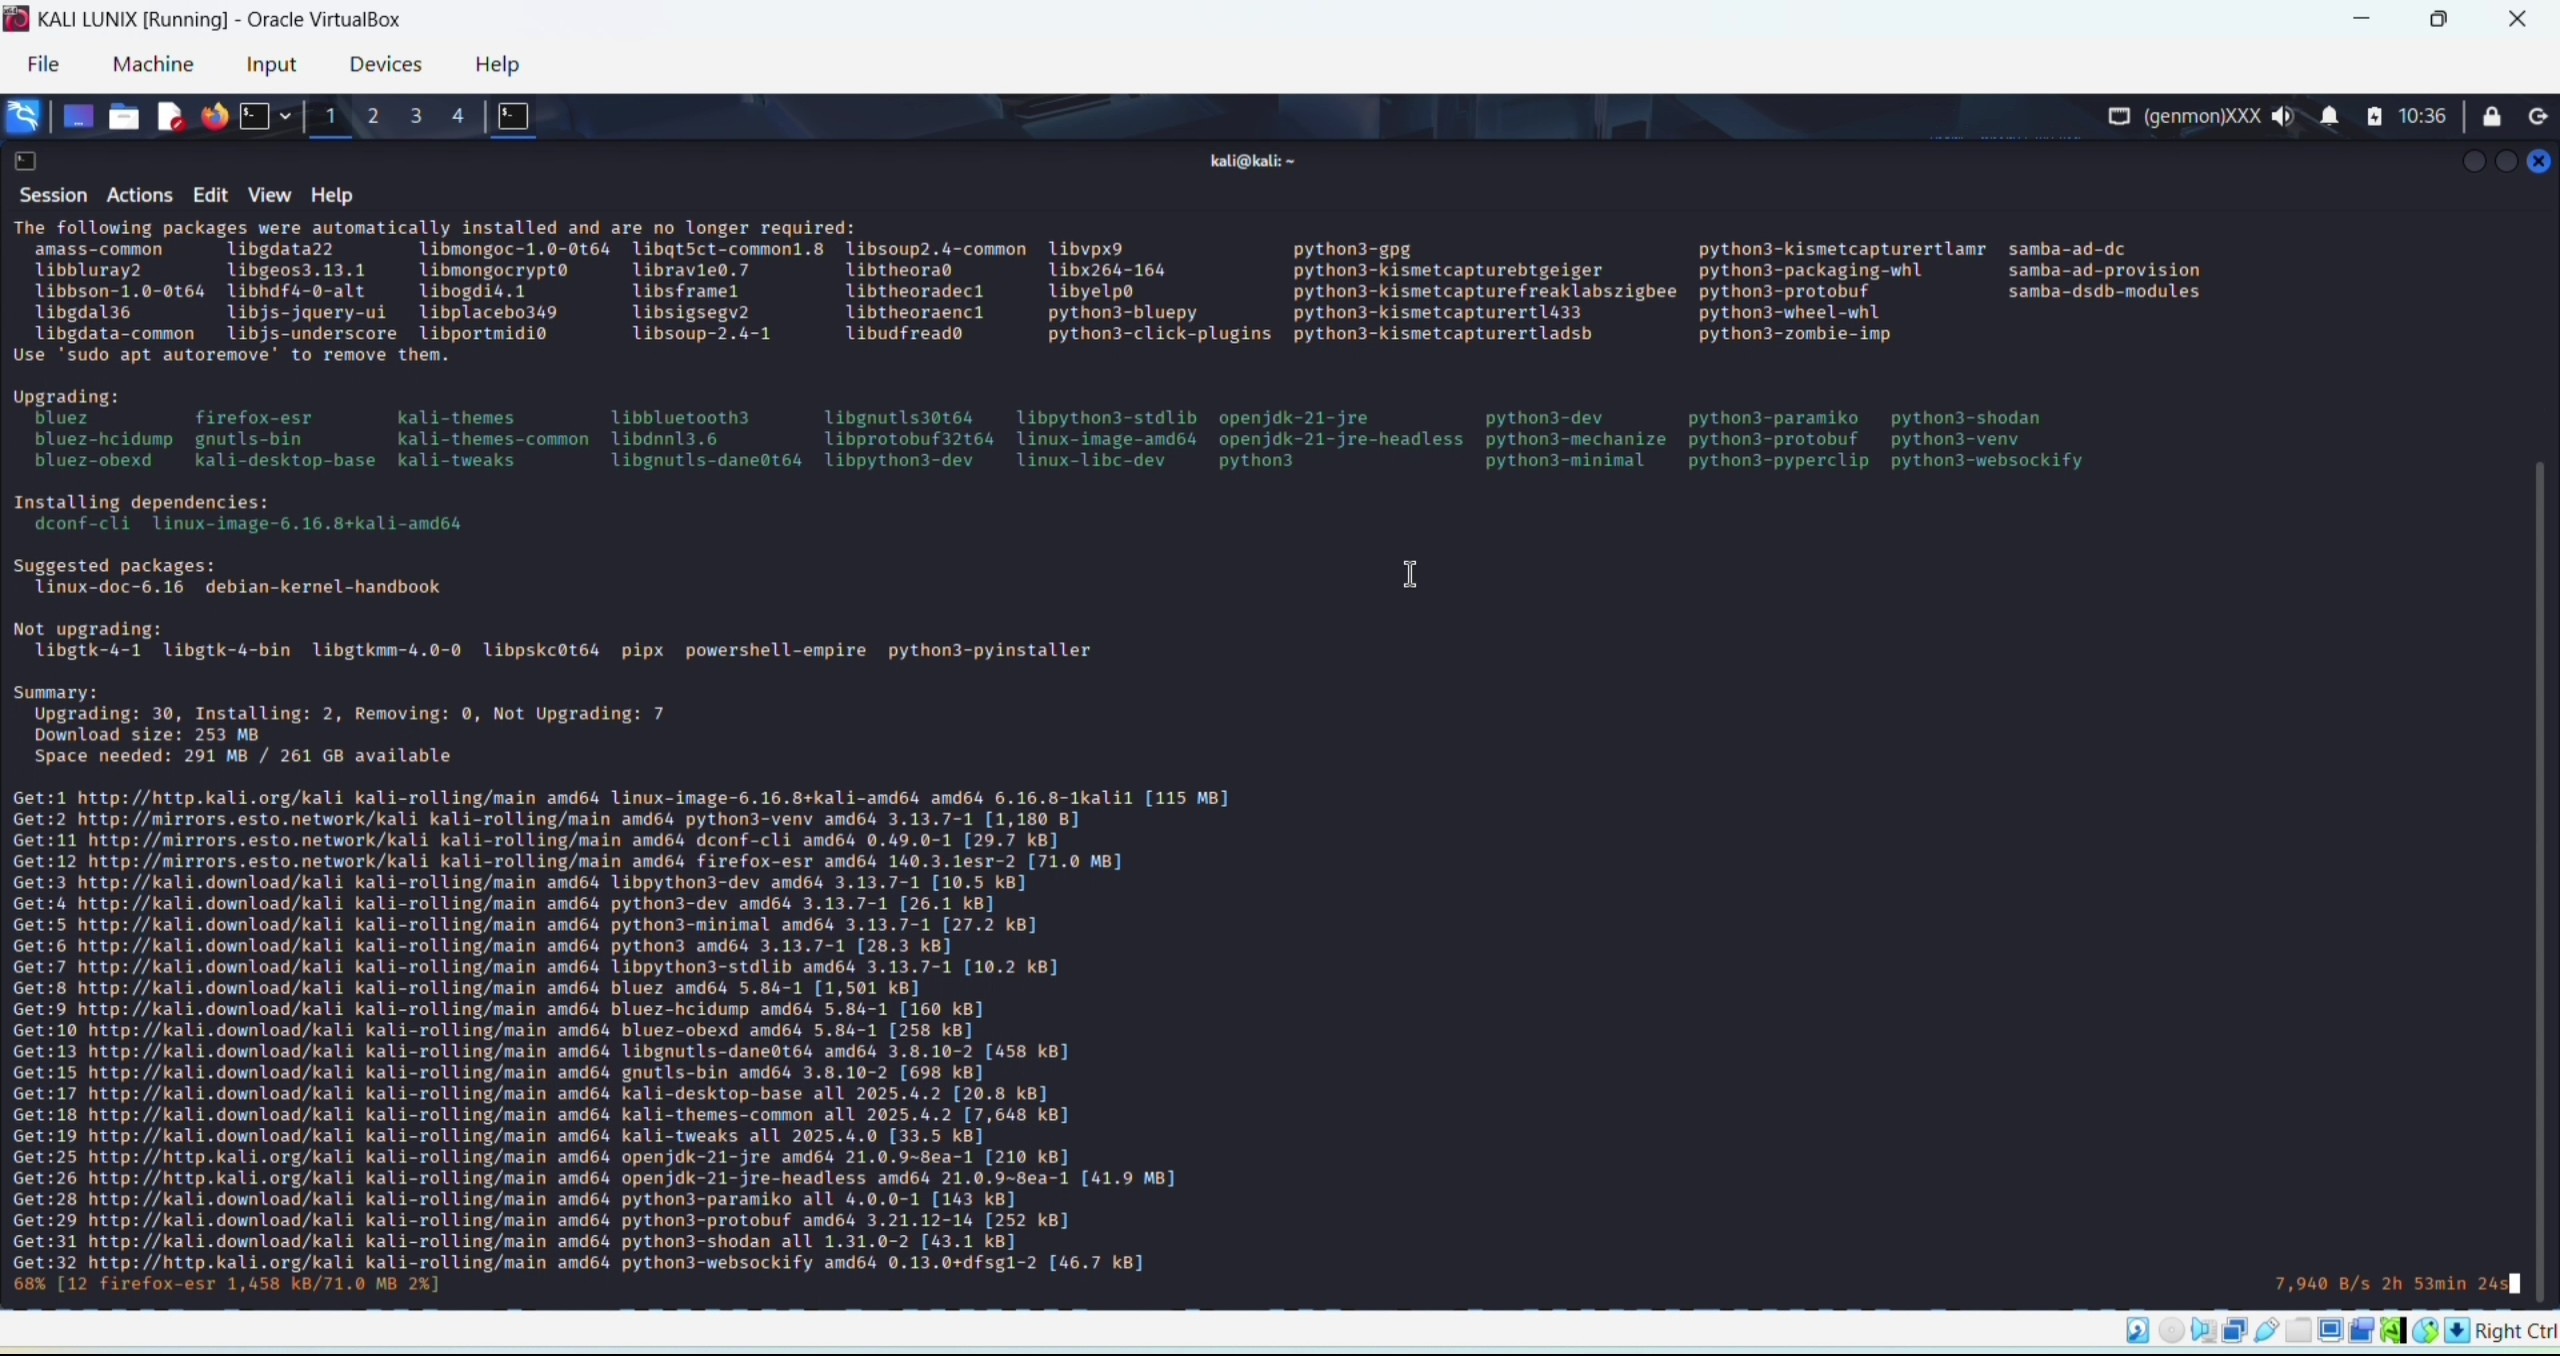 KALI LUNIX [Running] - Oracle VirtualBox
File Machine Input Devices Help
1 2 3 4 (genmon)XXX 10:36
kali@kali: ~
Session Actions Edit View Help
The following packages were automatically installed and are no longer required:
amass-common libgdata22 libmongoc-1.0-0t64 libqt5ct-common1.8 libsoup2.4-common libvpx9 python3-gpg python3-kismetcapturertlamr samba-ad-dc
libbluray2 libgeos3.13.1 libmongocrypt0 librav1e0.7 libtheora0 libx264-164 python3-kismetcapturebtgeiger python3-packaging-whl samba-ad-provision
libbson-1.0-0t64 libhdf4-0-alt libogdi4.1 libsframe1 libtheoradec1 libyelp0 python3-kismetcapturefreaklabszigbee python3-protobuf samba-dsdb-modules
libgdal36 libjs-jquery-ui libplacebo349 libsigsegv2 libtheoraenc1 python3-bluepy python3-kismetcapturertl433 python3-wheel-whl
libgdata-common libjs-underscore libportmidi0 libsoup-2.4-1 libudfread0 python3-click-plugins python3-kismetcapturertladsb python3-zombie-imp
Use 'sudo apt autoremove' to remove them.
Upgrading:
bluez firefox-esr kali-themes libbluetooth3 libgnutls30t64 libpython3-stdlib openjdk-21-jre python3-dev python3-paramiko python3-shodan
bluez-hcidump gnutls-bin kali-themes-common libdnnl3.6 libprotobuf32t64 linux-image-amd64 openjdk-21-jre-headless python3-mechanize python3-protobuf python3-venv
bluez-obexd kali-desktop-base kali-tweaks libgnutls-dane0t64 libpython3-dev linux-libc-dev python3 python3-minimal python3-pyperclip python3-websockify
Installing dependencies:
dconf-cli linux-image-6.16.8+kali-amd64
Suggested packages:
linux-doc-6.16 debian-kernel-handbook
Not upgrading:
libgtk-4-1 libgtk-4-bin libgtkmm-4.0-0 libpskc0t64 pipx powershell-empire python3-pyinstaller
Summary:
Upgrading: 30, Installing: 2, Removing: 0, Not Upgrading: 7
Download size: 253 MB
Space needed: 291 MB / 261 GB available
Get:1 http://http.kali.org/kali kali-rolling/main amd64 linux-image-6.16.8+kali-amd64 amd64 6.16.8-1kali1 [115 MB]
Get:2 http://mirrors.esto.network/kali kali-rolling/main amd64 python3-venv amd64 3.13.7-1 [1,180 B]
Get:11 http://mirrors.esto.network/kali kali-rolling/main amd64 dconf-cli amd64 0.49.0-1 [29.7 kB]
Get:12 http://mirrors.esto.network/kali kali-rolling/main amd64 firefox-esr amd64 140.3.1esr-2 [71.0 MB]
Get:3 http://kali.download/kali kali-rolling/main amd64 libpython3-dev amd64 3.13.7-1 [10.5 kB]
Get:4 http://kali.download/kali kali-rolling/main amd64 python3-dev amd64 3.13.7-1 [26.1 kB]
Get:5 http://kali.download/kali kali-rolling/main amd64 python3-minimal amd64 3.13.7-1 [27.2 kB]
Get:6 http://kali.download/kali kali-rolling/main amd64 python3 amd64 3.13.7-1 [28.3 kB]
Get:7 http://kali.download/kali kali-rolling/main amd64 libpython3-stdlib amd64 3.13.7-1 [10.2 kB]
Get:8 http://kali.download/kali kali-rolling/main amd64 bluez amd64 5.84-1 [1,501 kB]
Get:9 http://kali.download/kali kali-rolling/main amd64 bluez-hcidump amd64 5.84-1 [160 kB]
Get:10 http://kali.download/kali kali-rolling/main amd64 bluez-obexd amd64 5.84-1 [258 kB]
Get:13 http://kali.download/kali kali-rolling/main amd64 libgnutls-dane0t64 amd64 3.8.10-2 [458 kB]
Get:15 http://kali.download/kali kali-rolling/main amd64 gnutls-bin amd64 3.8.10-2 [698 kB]
Get:17 http://kali.download/kali kali-rolling/main amd64 kali-desktop-base all 2025.4.2 [20.8 kB]
Get:18 http://kali.download/kali kali-rolling/main amd64 kali-themes-common all 2025.4.2 [7,648 kB]
Get:19 http://kali.download/kali kali-rolling/main amd64 kali-tweaks all 2025.4.0 [33.5 kB]
Get:25 http://http.kali.org/kali kali-rolling/main amd64 openjdk-21-jre amd64 21.0.9~8ea-1 [210 kB]
Get:26 http://http.kali.org/kali kali-rolling/main amd64 openjdk-21-jre-headless amd64 21.0.9~8ea-1 [41.9 MB]
Get:28 http://kali.download/kali kali-rolling/main amd64 python3-paramiko all 4.0.0-1 [143 kB]
Get:29 http://kali.download/kali kali-rolling/main amd64 python3-protobuf amd64 3.21.12-14 [252 kB]
Get:31 http://kali.download/kali kali-rolling/main amd64 python3-shodan all 1.31.0-2 [43.1 kB]
Get:32 http://http.kali.org/kali kali-rolling/main amd64 python3-websockify amd64 0.13.0+dfsg1-2 [46.7 kB]
68% [12 firefox-esr 1,458 kB/71.0 MB 2%] 7,940 B/s 2h 53min 24s
Right Ctrl